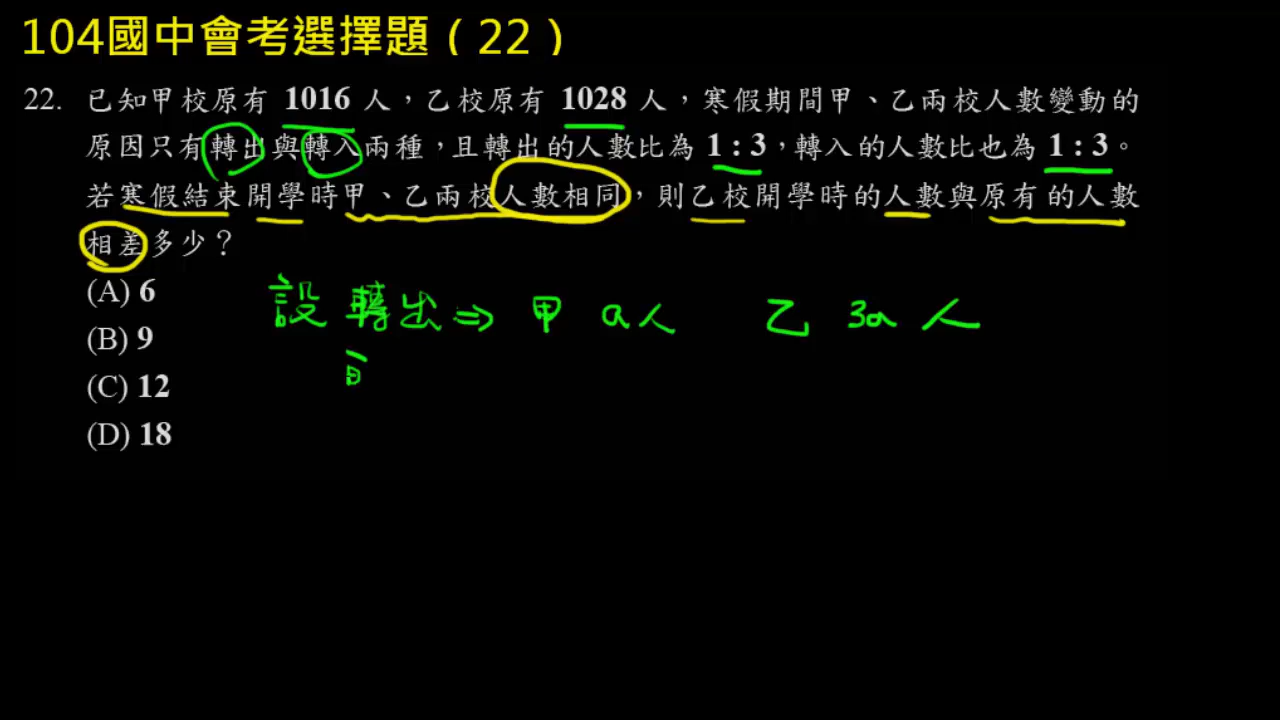 104國中會考選擇題（22）
22. 已知甲校原有 1016 人，乙校原有 1028 人，寒假期間甲、乙兩校人數變動的
原因只有轉出與轉入兩種，且轉出的人數比為 1：3，轉入的人數比也為 1：3。
若寒假結束開學時甲、乙兩校人數相同，則乙校開學時的人數與原有的人數
相差多少？
(A) 6
設 轉出⇒ 甲 a人 乙 3a 人
(B) 9
(C) 12
(D) 18